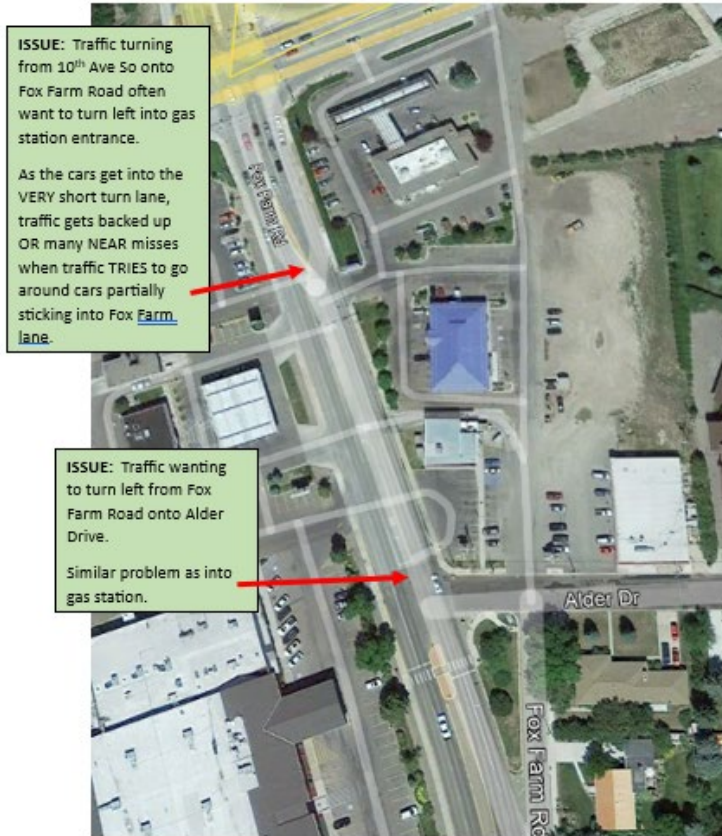 ISSUE: Traffic turning
from 10th Ave So onto
Fox Farm Road often
want to turn left into gas
station entrance.
As the cars get into the
VERY short turn lane,
traffic gets backed up
OR many NEAR misses
when traffic TRIES to go
around cars partially
sticking into Fox Farm
lane.
Fox Farm Rd
ISSUE: Traffic wanting
to turn left from Fox
Farm Road onto Alder
Drive.
Similar problem as into
gas station.
Alder Dr
Fox Farm Rd